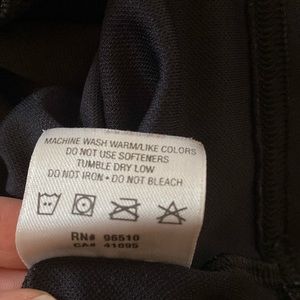 MACHINE WASH WARM/LIKE COLORS
DO NOT USE SOFTENERS
TUMBLE DRY LOW
DO NOT IRON • DO NOT BLEACH
RN# 96510
CA# 41095